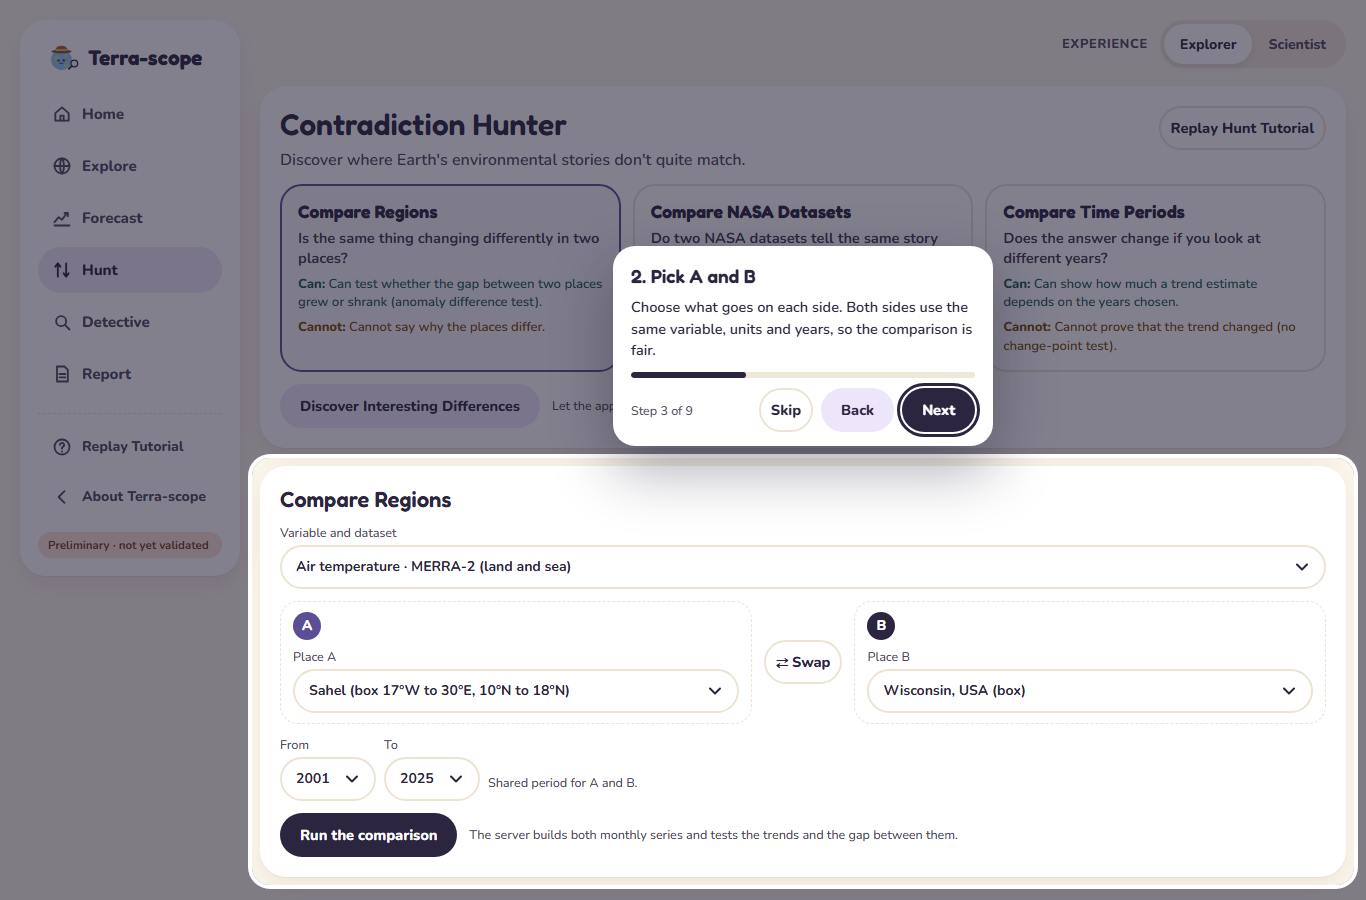 Terra-scope
Home
Explore
Forecast
Hunt
Detective
Report
Replay Tutorial
About Terra-scope
Preliminary · not yet validated
EXPERIENCE
Explorer
Scientist
Contradiction Hunter
Discover where Earth's environmental stories don't quite match.
Replay Hunt Tutorial
Compare Regions
Is the same thing changing differently in two
places?
Can: Can test whether the gap between two places
grew or shrank (anomaly difference test).
Cannot: Cannot say why the places differ.
Compare NASA Datasets
Do two NASA datasets tell the same story
Compare Time Periods
Does the answer change if you look at
different years?
Can: Can show how much a trend estimate
depends on the years chosen.
Cannot: Cannot prove that the trend changed (no
change-point test).
Discover Interesting Differences
Let the app
2. Pick A and B
Choose what goes on each side. Both sides use the
same variable, units and years, so the comparison is
fair.
Step 3 of 9
Skip
Back
Next
Compare Regions
Variable and dataset
Air temperature · MERRA-2 (land and sea)
A
Place A
Sahel (box 17°W to 30°E, 10°N to 18°N)
⇄ Swap
B
Place B
Wisconsin, USA (box)
From
To
2001
2025
Shared period for A and B.
Run the comparison
The server builds both monthly series and tests the trends and the gap between them.